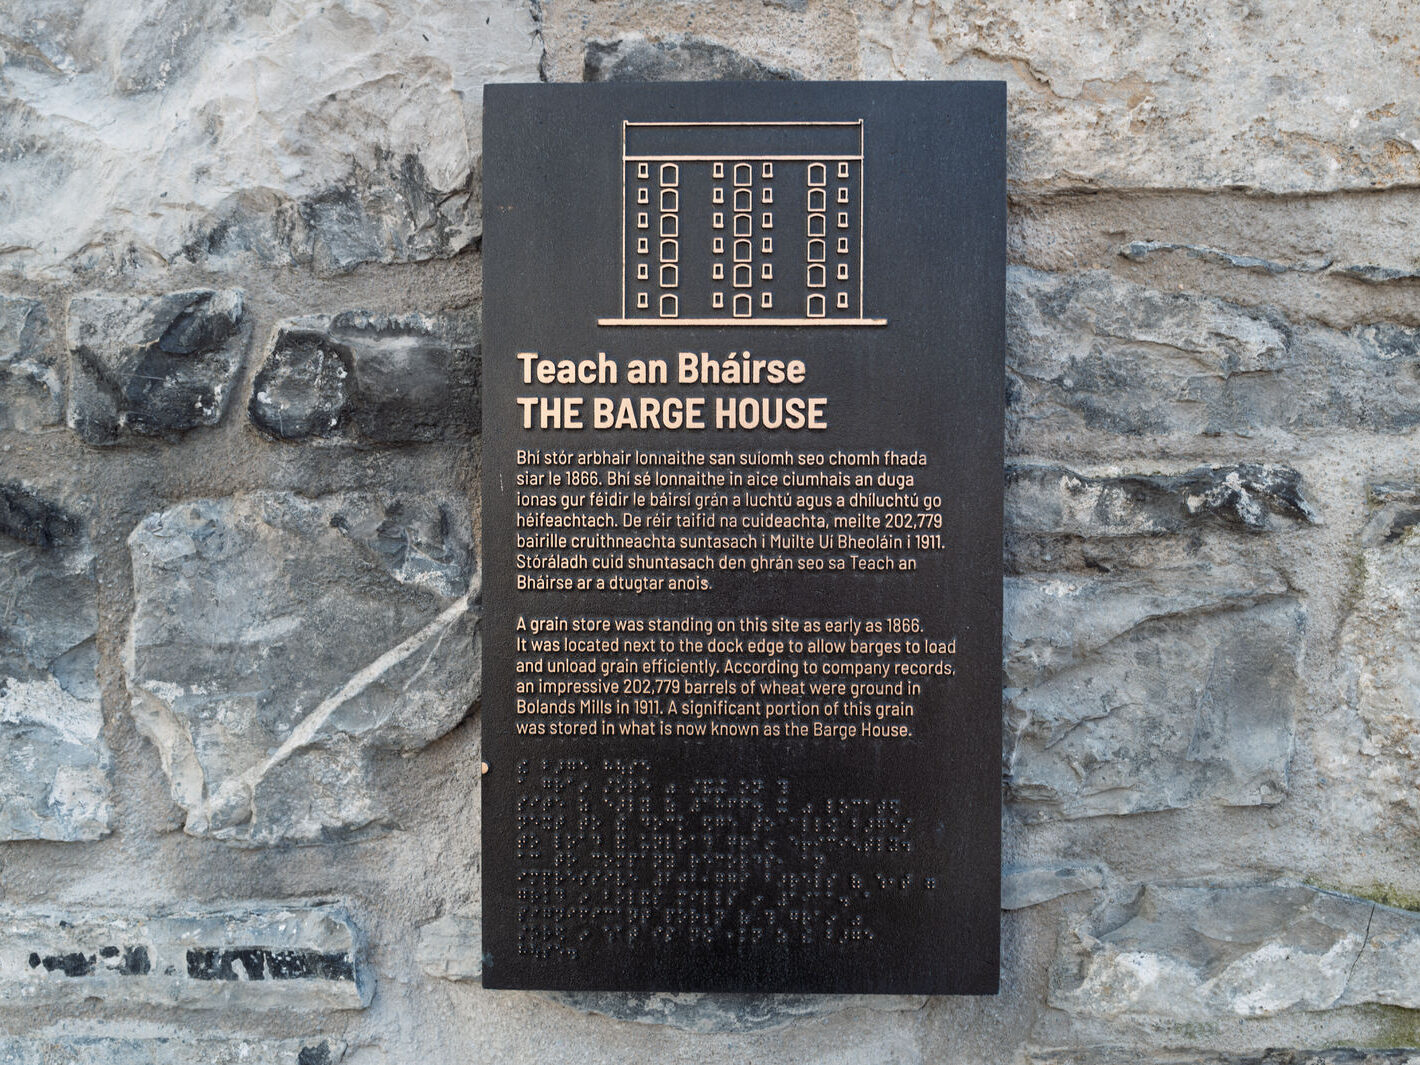 Teach an Bháirse
THE BARGE HOUSE
Bhí stór arbhair lonnaithe san suíomh seo chomh fhada
siar le 1866. Bhí sé lonnaithe in aice ciumhais an duga
ionas gur féidir le báirsí grán a luchtú agus a dhíluchtú go
héifeachtach. De réir taifid na cuideachta, meilte 202,779
bairille cruithneachta suntasach i Muilte Uí Bheoláin i 1911.
Stóráladh cuid shuntasach den ghrán seo sa Teach an
Bháirse ar a dtugtar anois.
A grain store was standing on this site as early as 1866.
It was located next to the dock edge to allow barges to load
and unload grain efficiently. According to company records,
an impressive 202,779 barrels of wheat were ground in
Bolands Mills in 1911. A significant portion of this grain
was stored in what is now known as the Barge House.